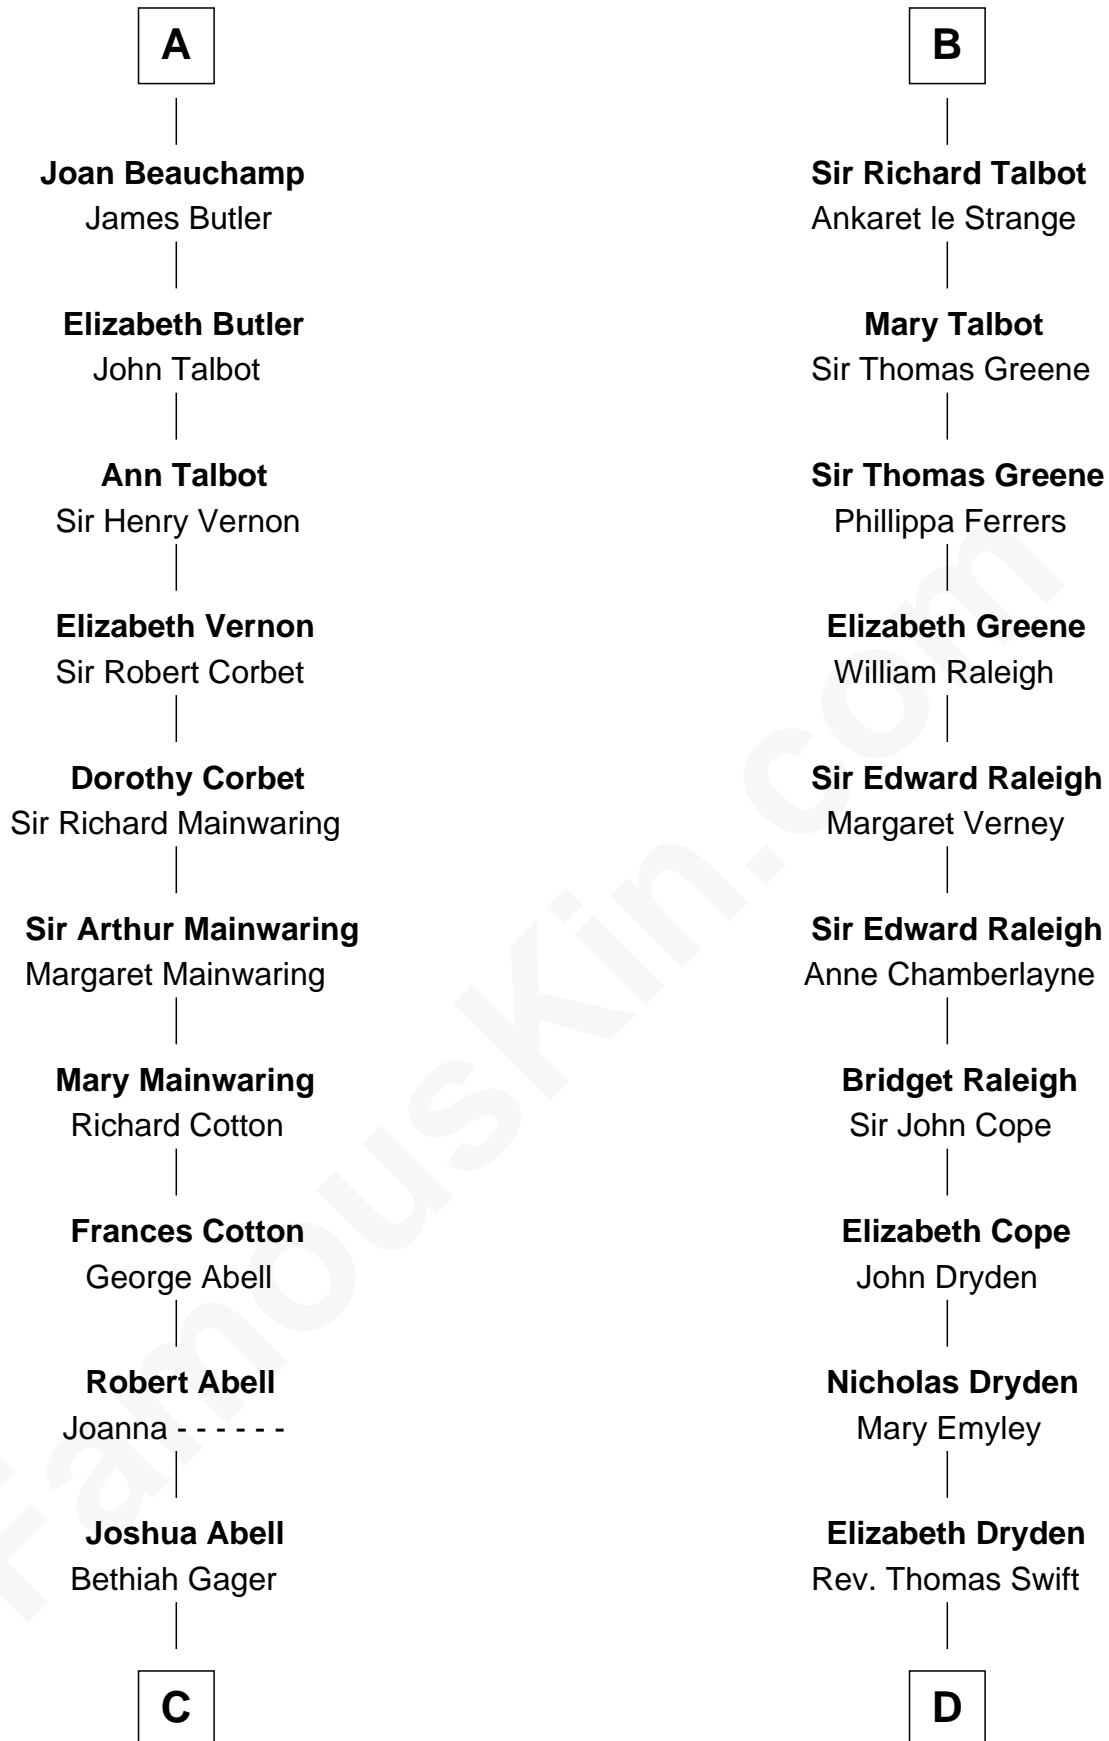 A
Joan Beauchamp
James Butler
Elizabeth Butler
John Talbot
Ann Talbot
Sir Henry Vernon
Elizabeth Vernon
Sir Robert Corbet
Dorothy Corbet
Sir Richard Mainwaring
Sir Arthur Mainwaring
Margaret Mainwaring
Mary Mainwaring
Richard Cotton
Frances Cotton
George Abell
Robert Abell
Joanna - - - - - -
Joshua Abell
Bethiah Gager
C
B
Sir Richard Talbot
Ankaret le Strange
Mary Talbot
Sir Thomas Greene
Sir Thomas Greene
Phillippa Ferrers
Elizabeth Greene
William Raleigh
Sir Edward Raleigh
Margaret Verney
Sir Edward Raleigh
Anne Chamberlayne
Bridget Raleigh
Sir John Cope
Elizabeth Cope
John Dryden
Nicholas Dryden
Mary Emyley
Elizabeth Dryden
Rev. Thomas Swift
D
FamousKin.com